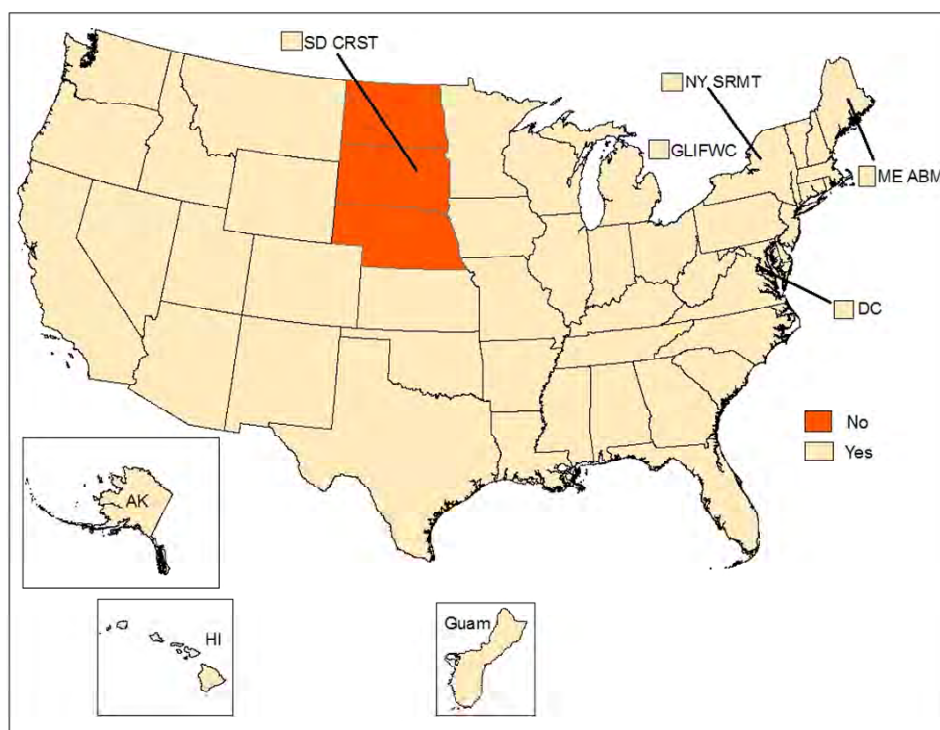 SD CRST
NY SRMT
GLIFWC
ME ABM
DC
No
Yes
AK
HI
Guam